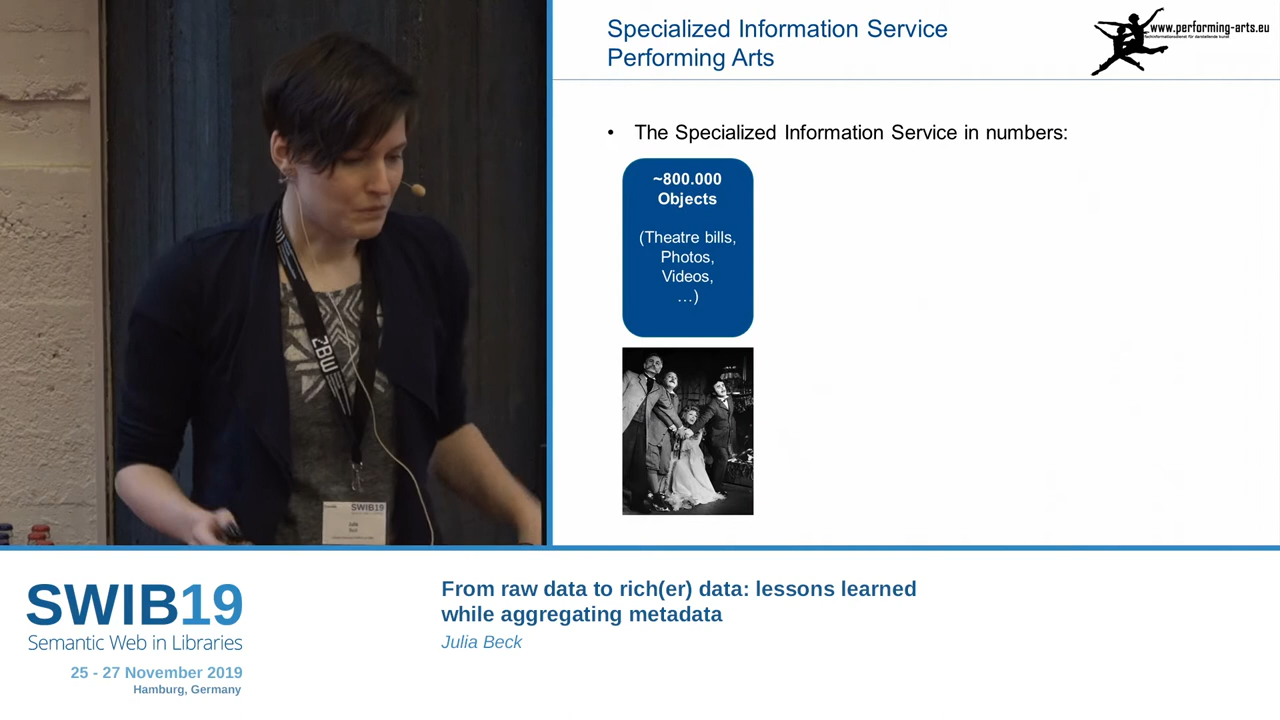 Specialized Information Service
Performing Arts
www.performing-arts.eu
• The Specialized Information Service in numbers:
~800.000
Objects
(Theatre bills,
Photos,
Videos,
…)
ZBW
SWIB19
SWIB19
Semantic Web in Libraries
25 - 27 November 2019
Hamburg, Germany
From raw data to rich(er) data: lessons learned
while aggregating metadata
Julia Beck